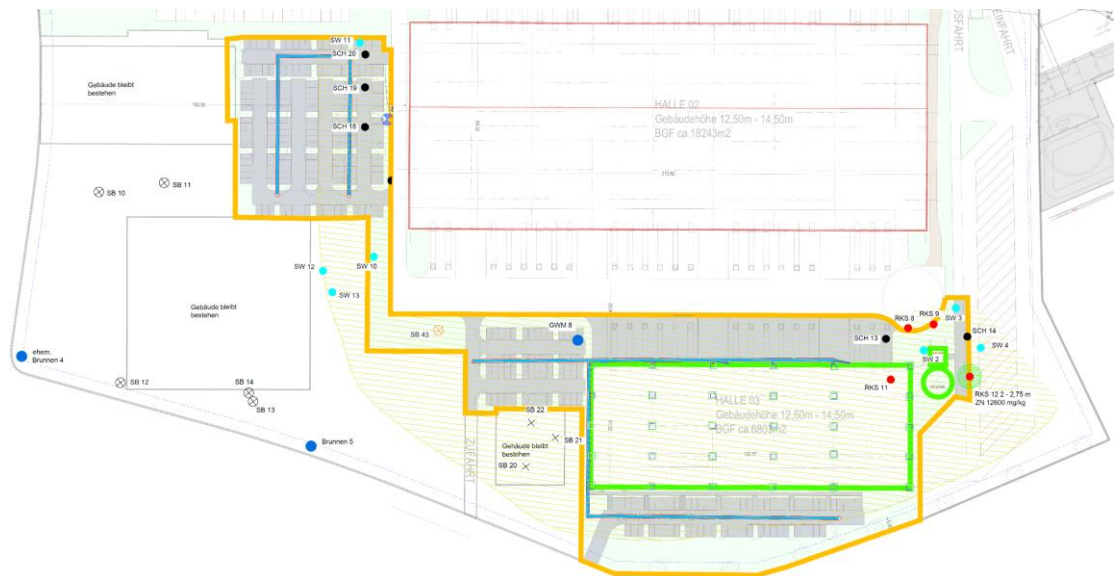 SW 11
SCH 20
Gebäude bleibt
bestehen
SCH 19
SCH 18
HALLE 02
Gebäudehöhe 12,50m - 14,50m
BGF ca.18243m2
USFAHRT
EINFAHRT
SB 10
SB 11
SW 12
SW 10
SW 13
Gebäude bleibt
bestehen
SB 43
GWM 8
RKS 8
RKS 9
SW 3
SCH 13
SCH 14
SW 2
SW 4
ehem.
Brunnen 4
SB 12
SB 14
SB 13
RKS 11
RKS 12 2 - 2,75 m
ZN 12600 mg/kg
HALLE 03
Gebäudehöhe 12,50m - 14,50m
BGF ca.6803m2
SB 22
SB 21
Gebäude bleibt
bestehen
SB 20
Brunnen 5
ZUFAHRT